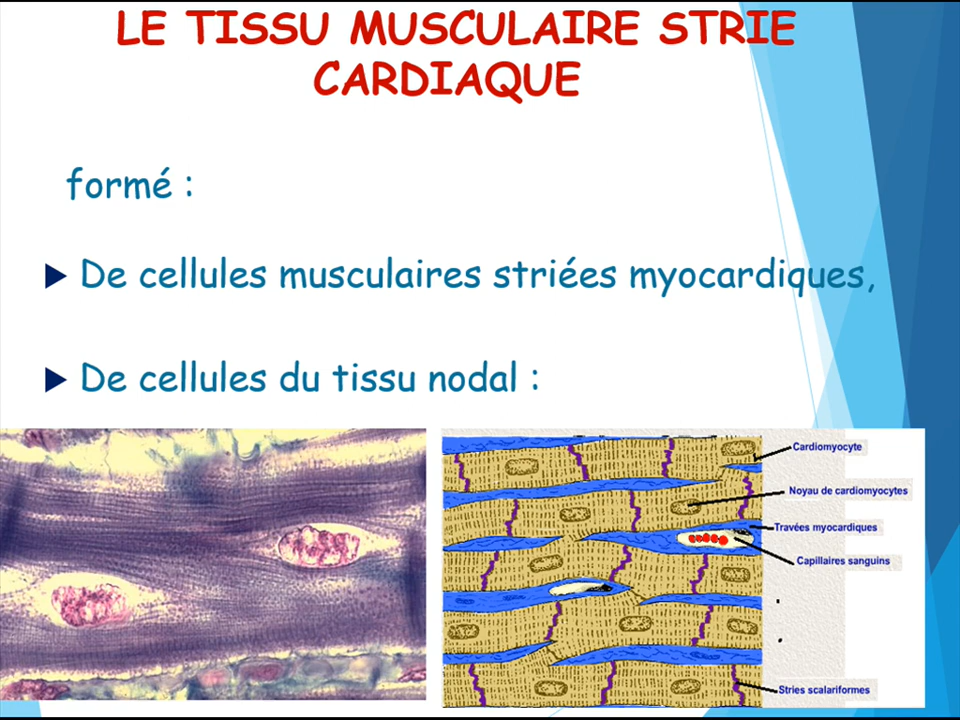 LE TISSU MUSCULAIRE STRIE
CARDIAQUE
formé :
De cellules musculaires striées myocardiques,
De cellules du tissu nodal :
Cardiomyocyte
Noyau de cardiomyocytes
Travées myocardiques
Capillaires sanguins
Stries scalariformes